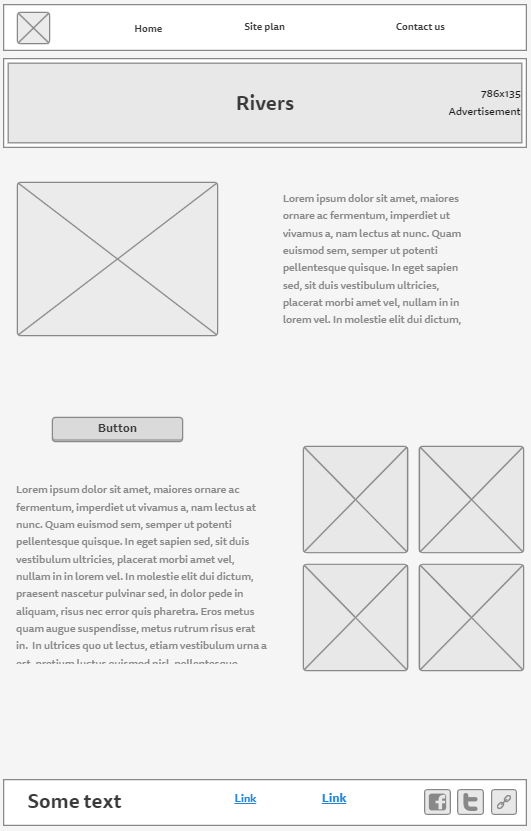 Home
Site plan
Contact us
Rivers
786x135
Advertisement
Lorem ipsum dolor sit amet, maiores
ornare ac fermentum, imperdiet ut
vivamus a, nam lectus at nunc. Quam
euismod sem, semper ut potenti
pellentesque quisque. In eget sapien
sed, sit duis vestibulum ultricies,
placerat morbi amet vel, nullam in in
lorem vel. In molestie elit dui dictum,
Button
Lorem ipsum dolor sit amet, maiores ornare ac
fermentum, imperdiet ut vivamus a, nam lectus at
nunc. Quam euismod sem, semper ut potenti
pellentesque quisque. In eget sapien sed, sit duis
vestibulum ultricies, placerat morbi amet vel,
nullam in in lorem vel. In molestie elit dui dictum,
praesent nascetur pulvinar sed, in dolor pede in
aliquam, risus nec error quis pharetra. Eros metus
quam augue suspendisse, metus rutrum risus erat
in. In ultrices quo ut lectus, etiam vestibulum urna a
est, pretium luctus euismod nisl, pellentesque
Some text
Link
Link